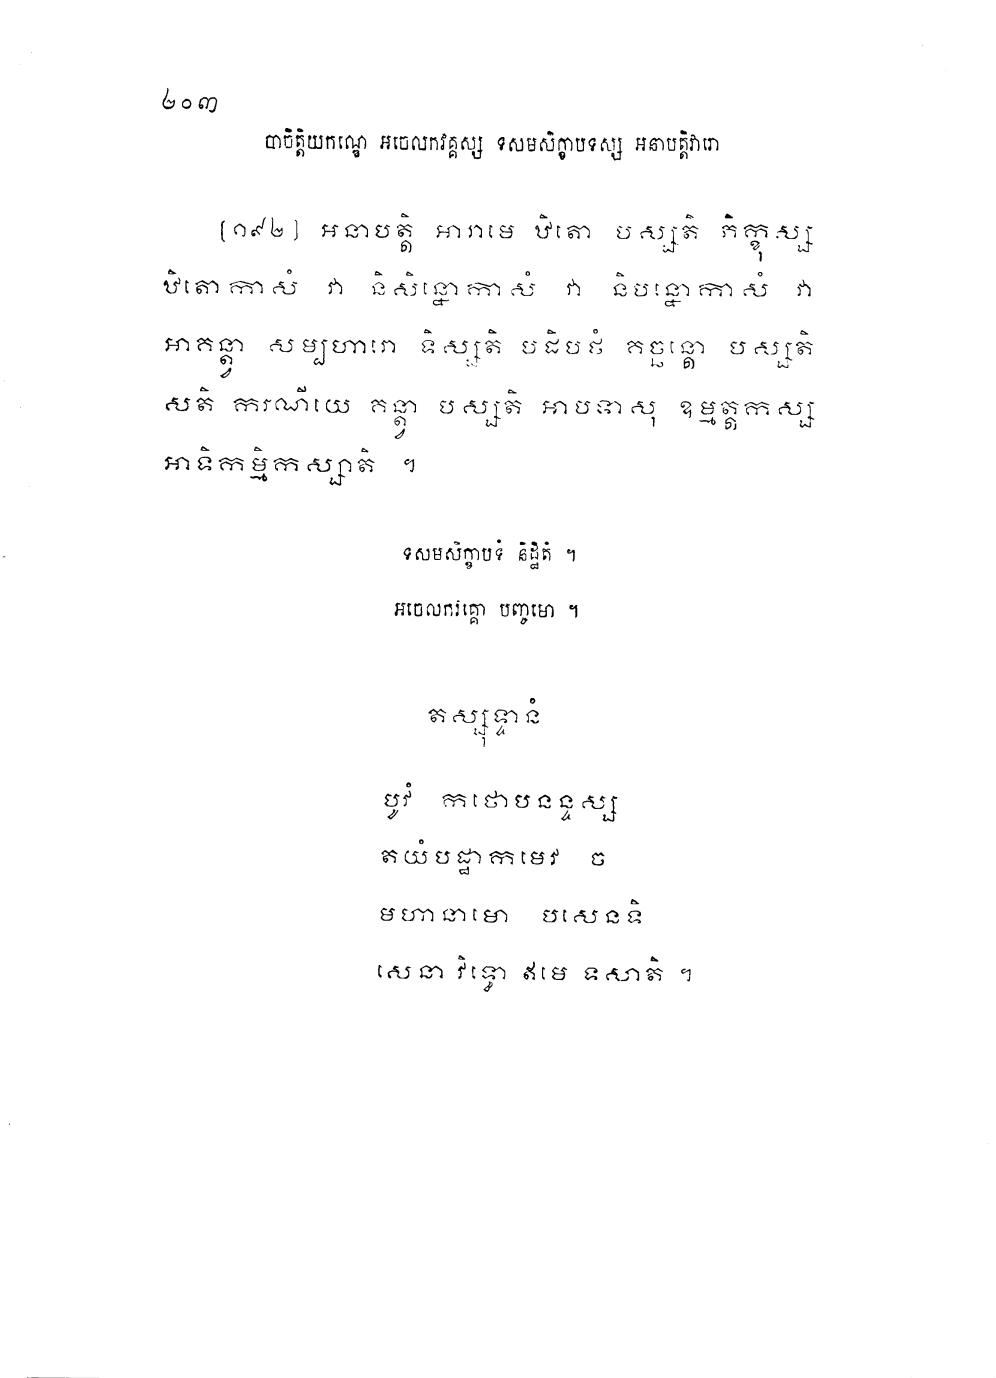 ២០៣
បាចិត្តិយកណ្ឌេ អចេលកវគ្គស្ស ទសមសិក្ខាបទស្ស អនាបត្តិវារោ
[១៩២] អនាបត្តិ អារាមេ ឋិតោ បស្សតិ ភិក្ខុស្ស
ឋិតោកាសំ វា និសិន្នោកាសំ វា និបន្នោកាសំ វា
អាគន្ត្វា សម្បហារោ ទិស្សតិ បដិបថំ គច្ឆន្តោ បស្សតិ
សតិ ករណីយេ គន្ត្វា បស្សតិ អាបទាសុ ឧម្មត្តកស្ស
អាទិកម្មិកស្សាតិ ។
ទសមសិក្ខាបទំ និដ្ឋិតំ ។
អចេលកវគ្គោ បញ្ចមោ ។
តស្សុទ្ទានំ
បូវំ កថោបនន្ទស្ស
តយំបដ្ឋាកមេវ ច
មហានាមោ បសេនទិ
សេនា វិទ្ធោ ឥមេ ទសាតិ ។